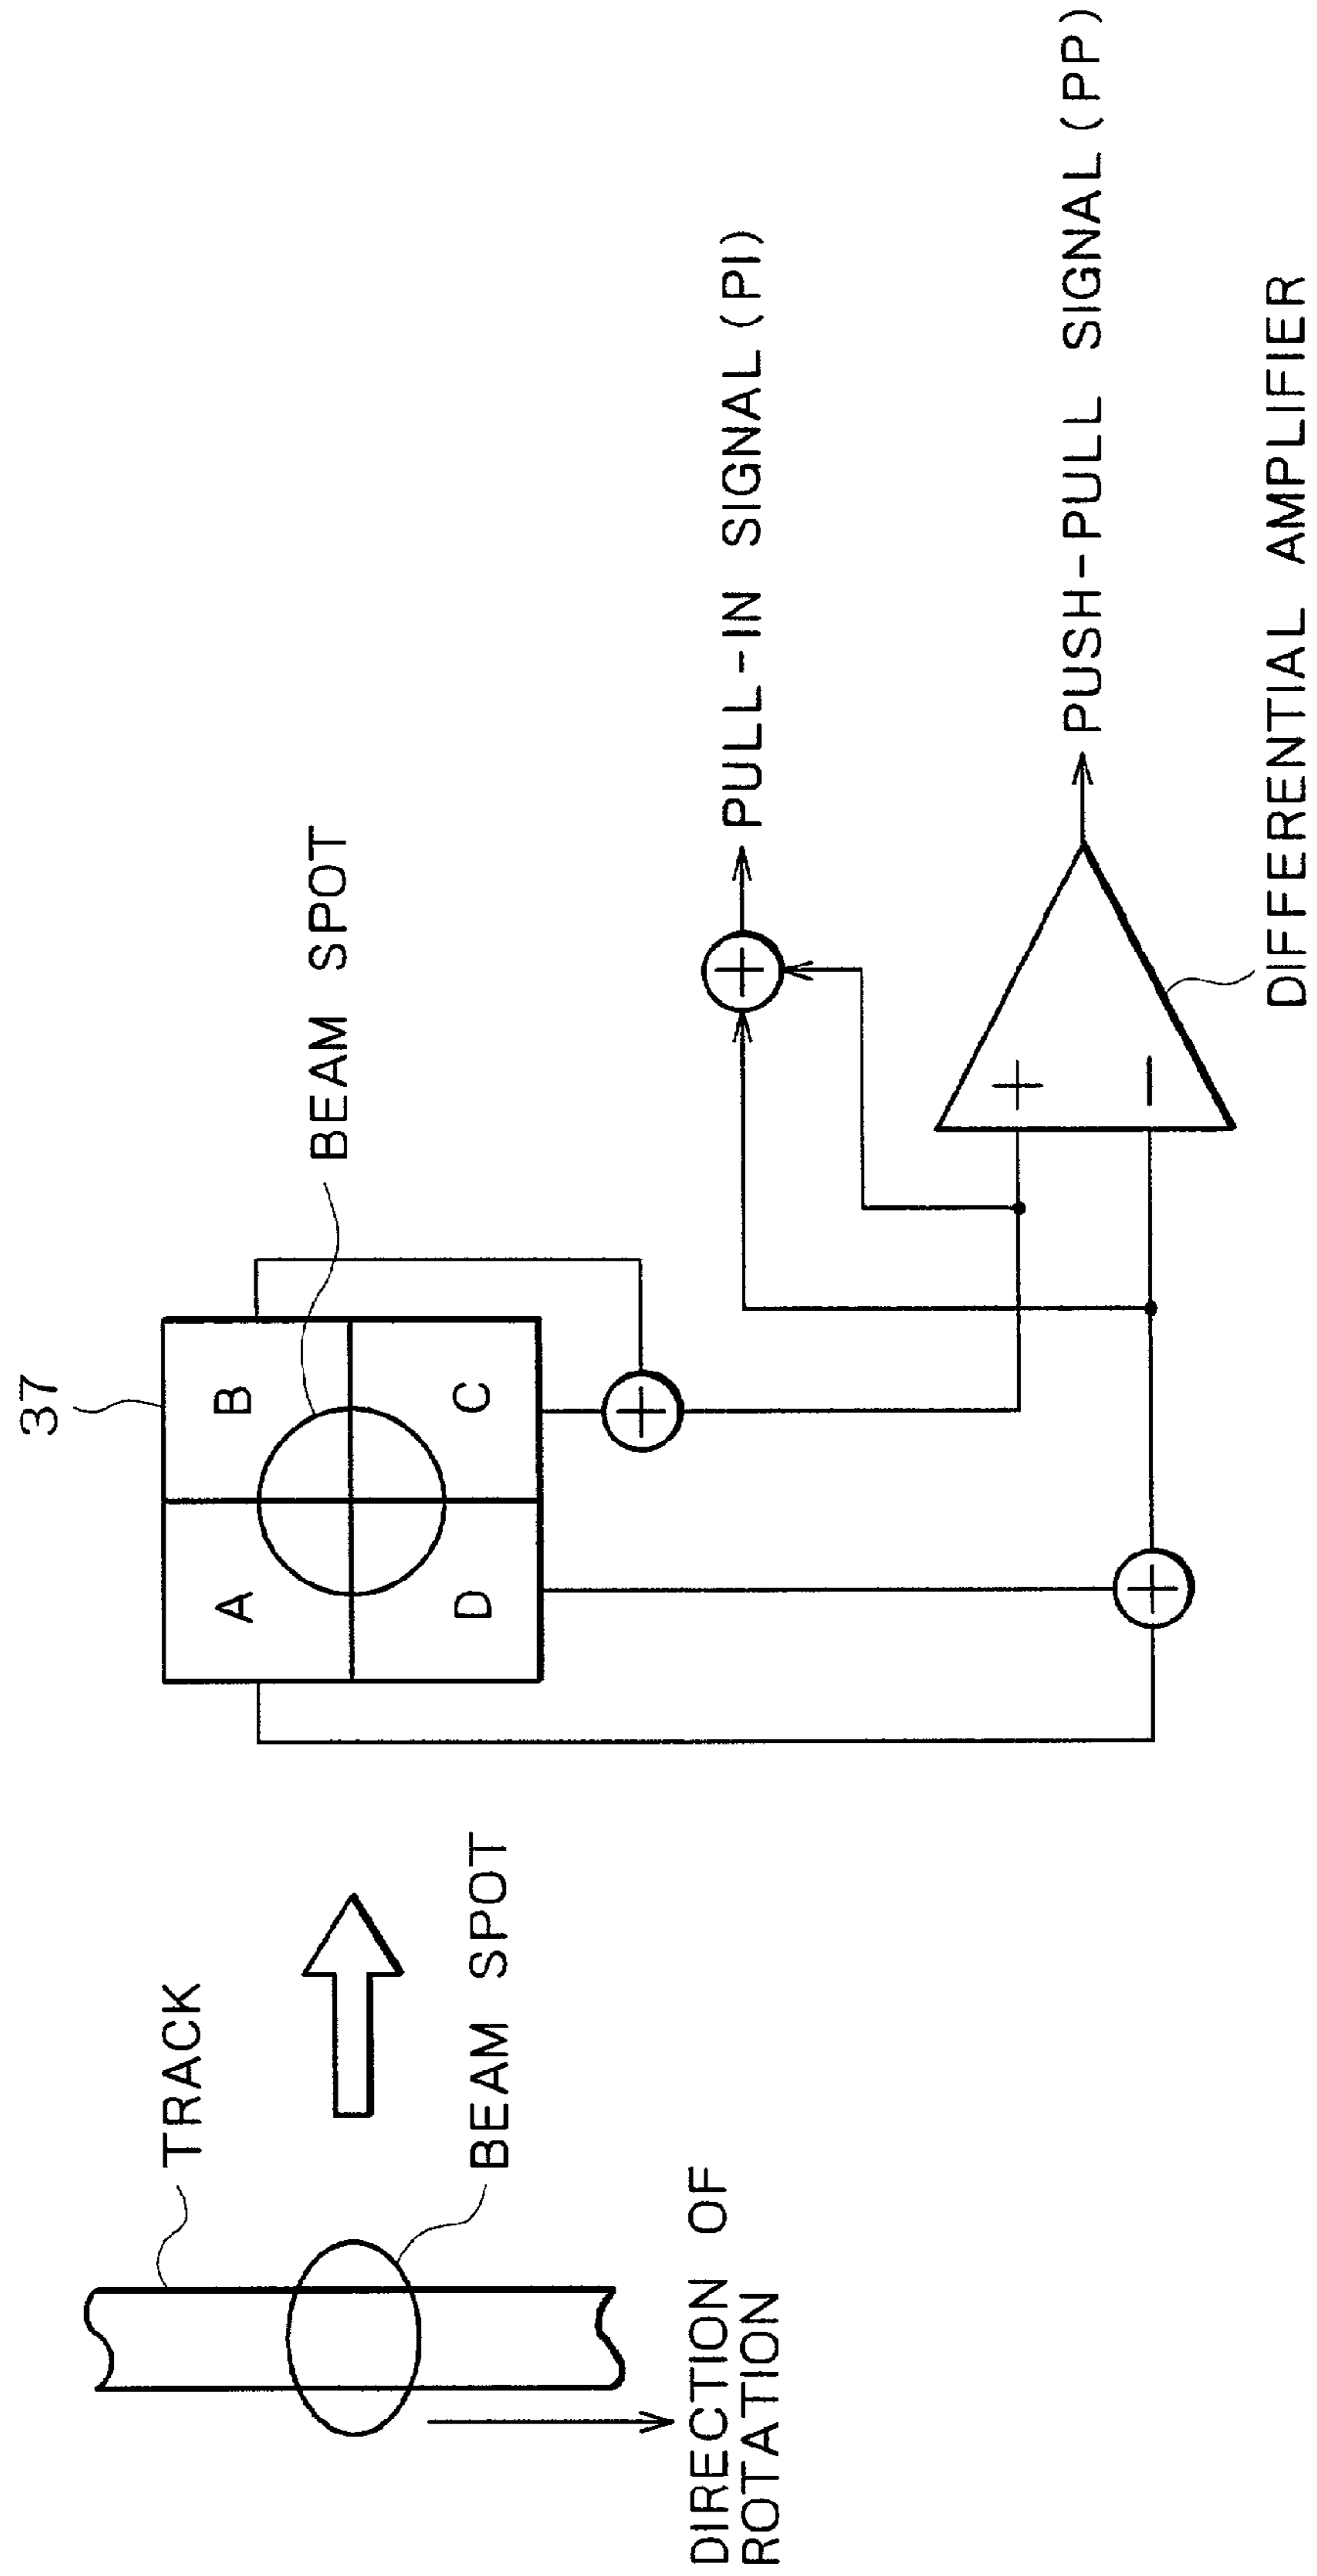 37
A
B
D
C
BEAM SPOT
TRACK
BEAM SPOT
DIRECTION OF
ROTATION
PULL-IN SIGNAL (PI)
PUSH-PULL SIGNAL (PP)
+
−
DIFFERENTIAL AMPLIFIER